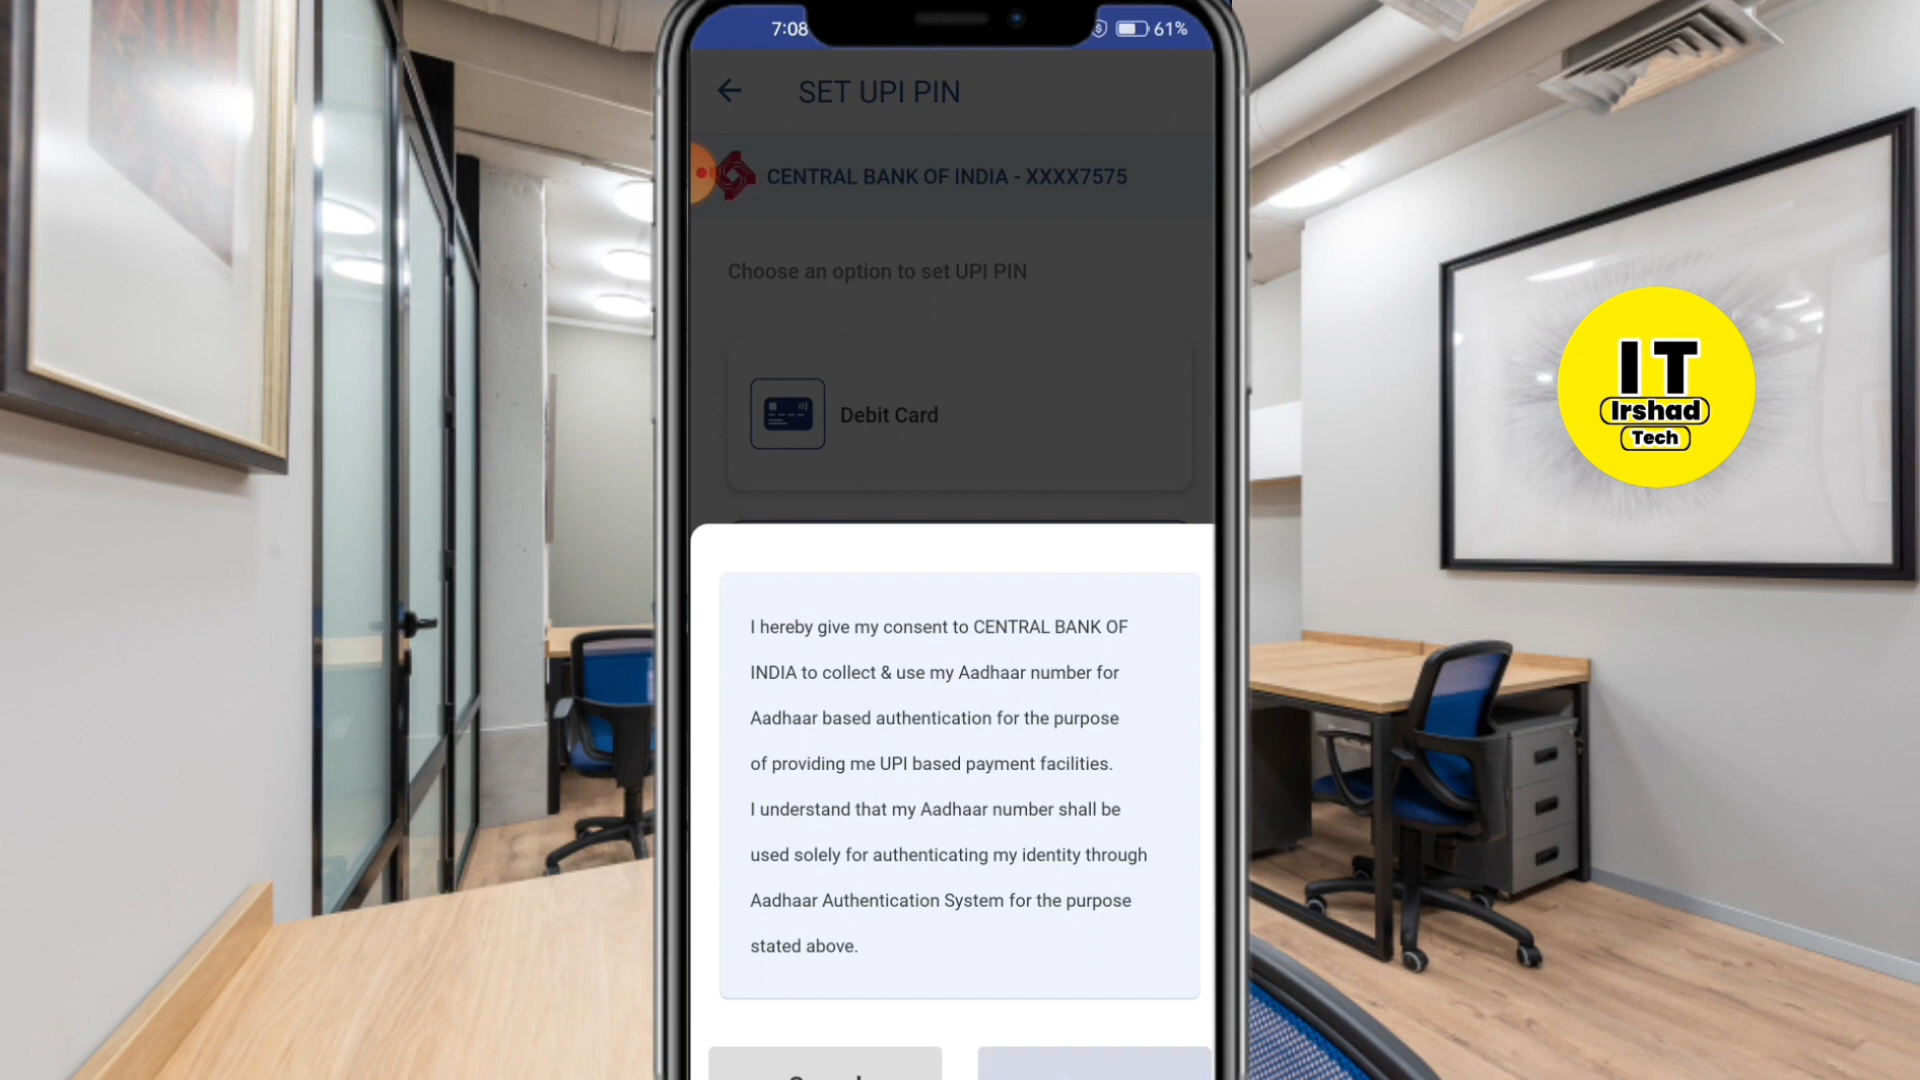 7:08
61%
SET UPI PIN
CENTRAL BANK OF INDIA - XXXX7575
Choose an option to set UPI PIN
Debit Card
I hereby give my consent to CENTRAL BANK OF
INDIA to collect & use my Aadhaar number for
Aadhaar based authentication for the purpose
of providing me UPI based payment facilities.
I understand that my Aadhaar number shall be
used solely for authenticating my identity through
Aadhaar Authentication System for the purpose
stated above.
IT
Irshad
Tech